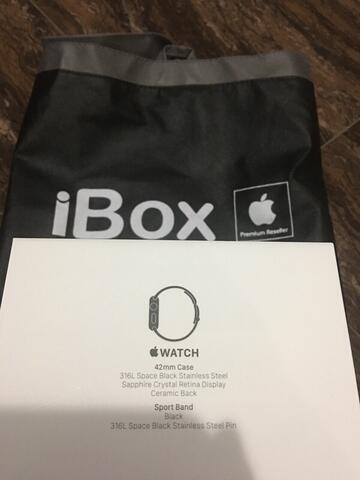 iBox
Premium Reseller
WATCH
42mm Case
316L Space Black Stainless Steel
Sapphire Crystal Retina Display
Ceramic Back
Sport Band
Black
316L Space Black Stainless Steel Pin